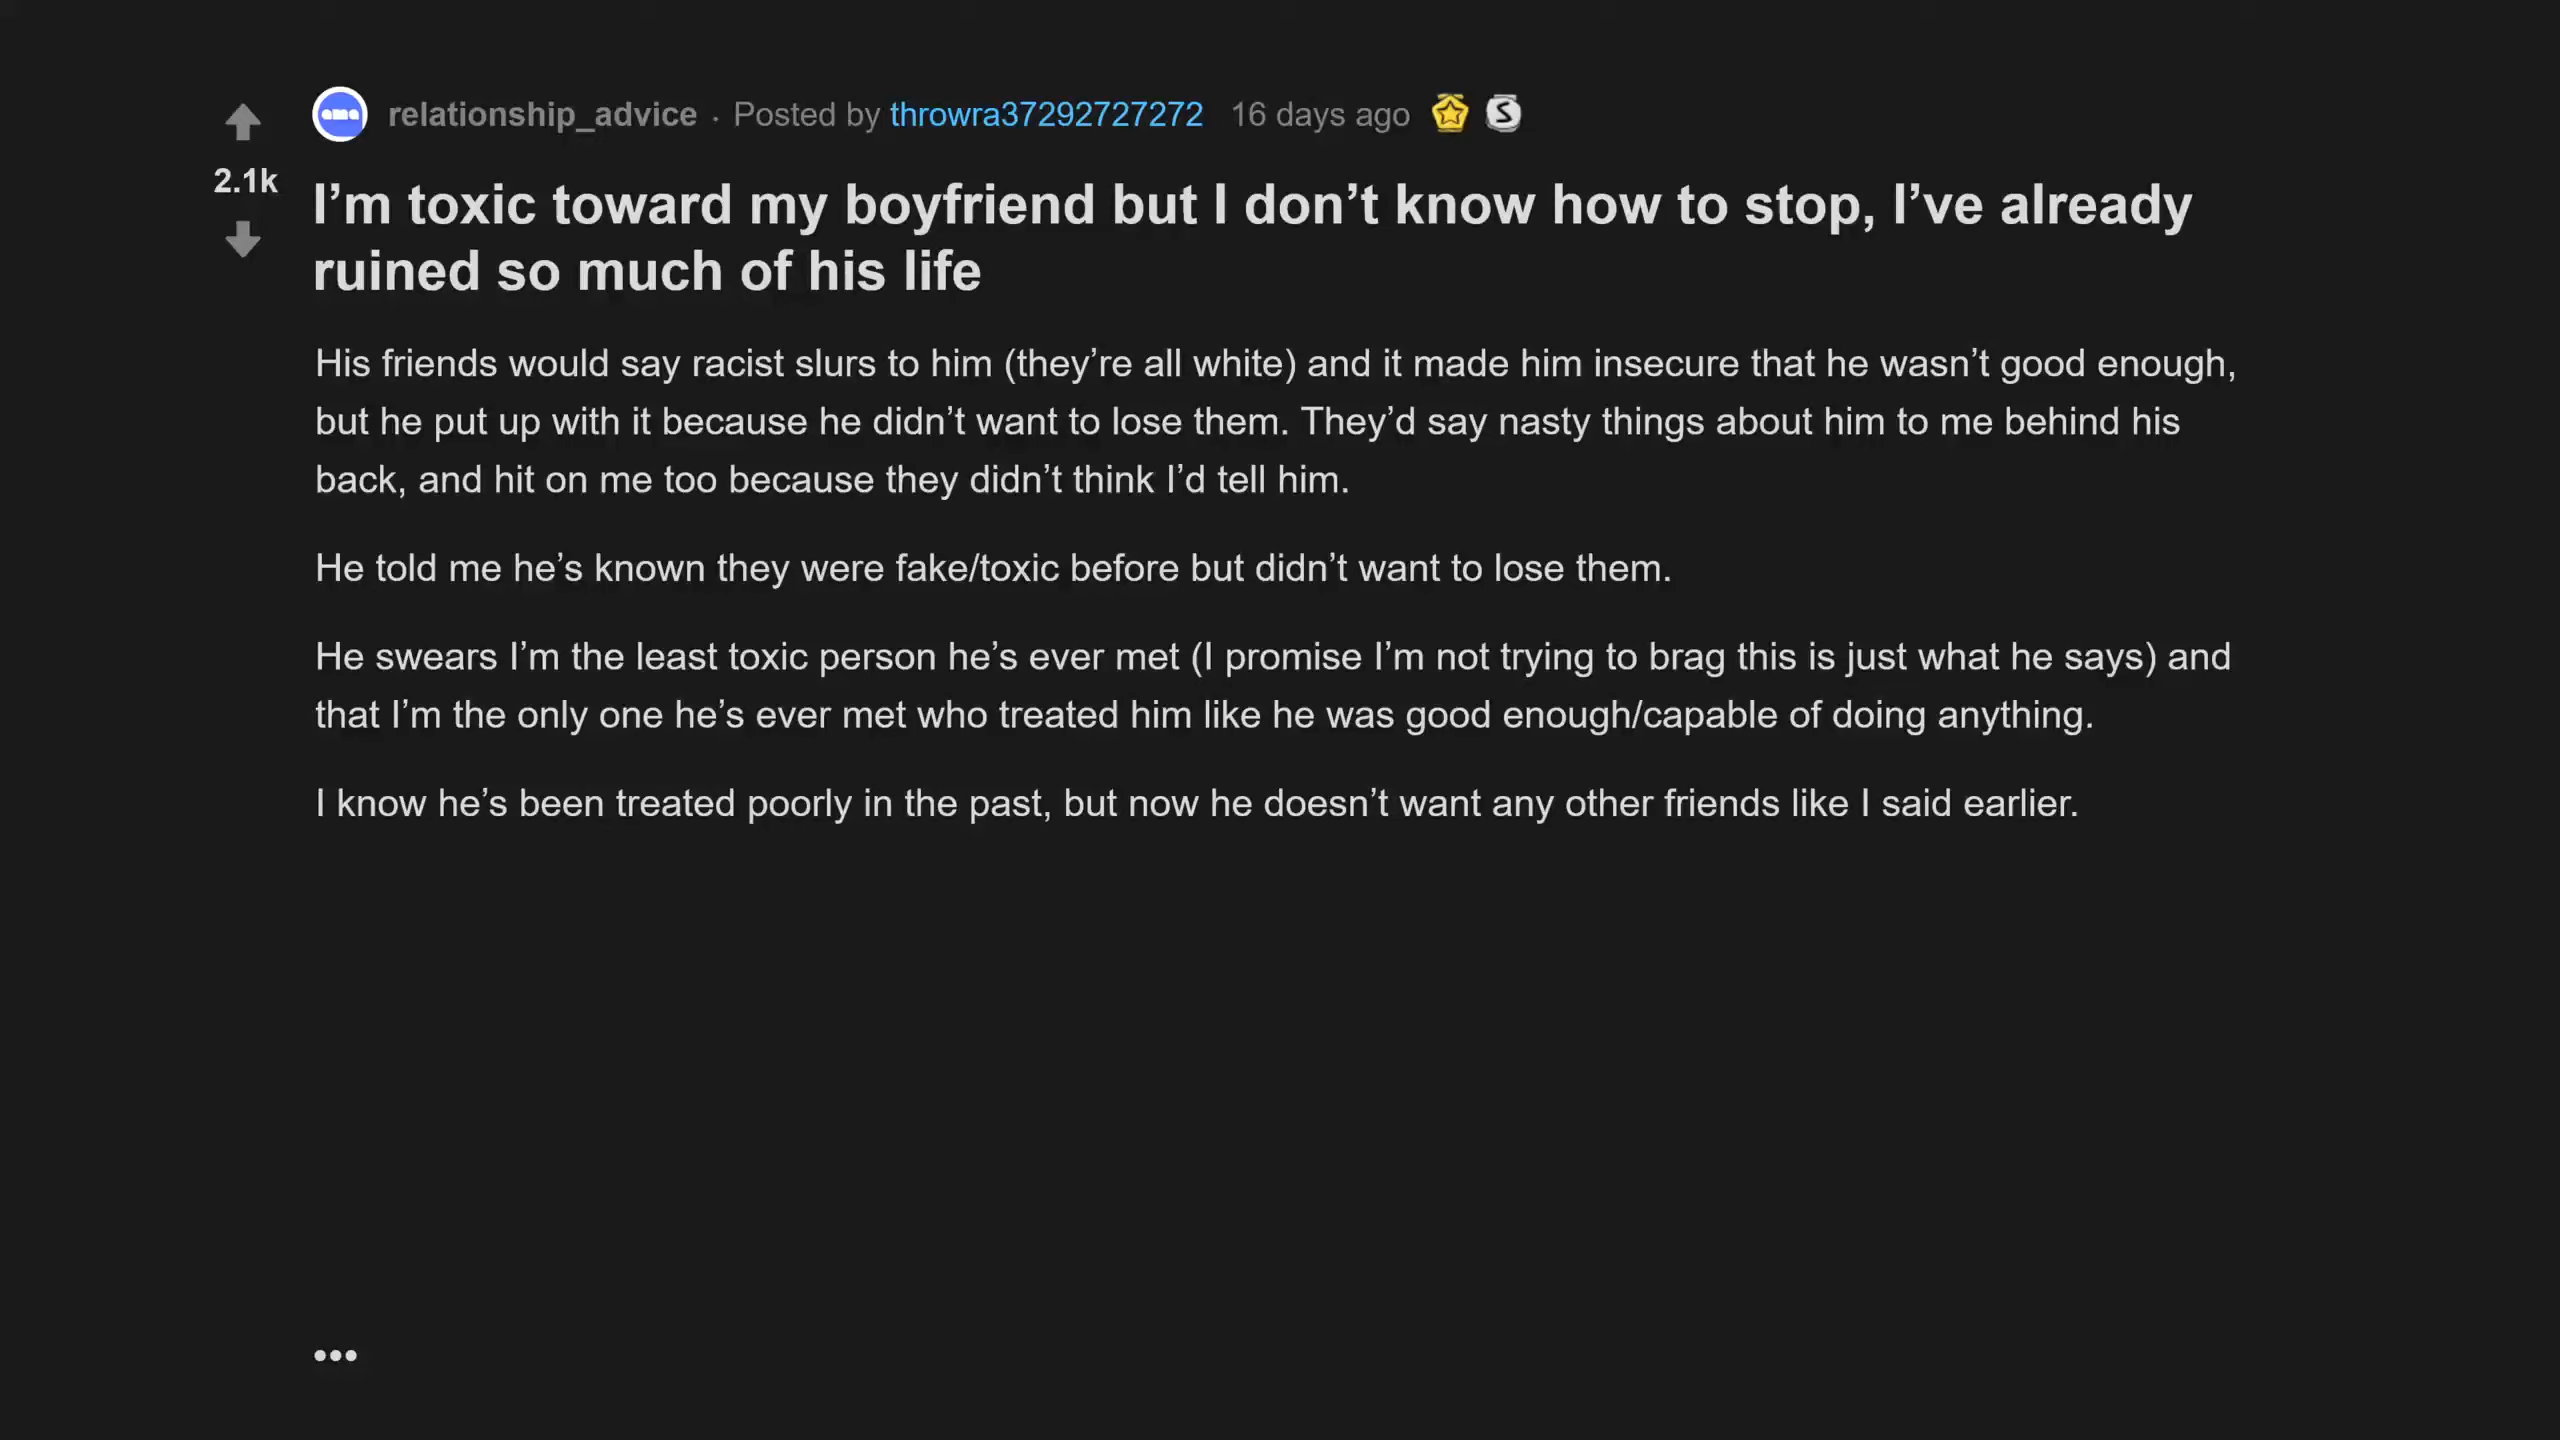 relationship_advice · Posted by throwra37292727272 16 days ago
2.1k
I’m toxic toward my boyfriend but I don’t know how to stop, I’ve already
ruined so much of his life
His friends would say racist slurs to him (they’re all white) and it made him insecure that he wasn’t good enough,
but he put up with it because he didn’t want to lose them. They’d say nasty things about him to me behind his
back, and hit on me too because they didn’t think I’d tell him.
He told me he’s known they were fake/toxic before but didn’t want to lose them.
He swears I’m the least toxic person he’s ever met (I promise I’m not trying to brag this is just what he says) and
that I’m the only one he’s ever met who treated him like he was good enough/capable of doing anything.
I know he’s been treated poorly in the past, but now he doesn’t want any other friends like I said earlier.
•••